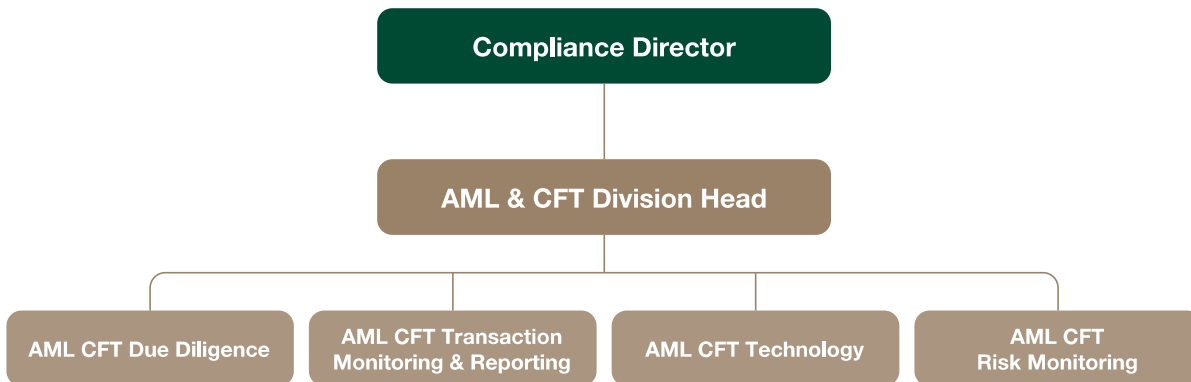 Compliance Director
AML & CFT Division Head
AML CFT Due Diligence
AML CFT Transaction
Monitoring & Reporting
AML CFT Technology
AML CFT
Risk Monitoring